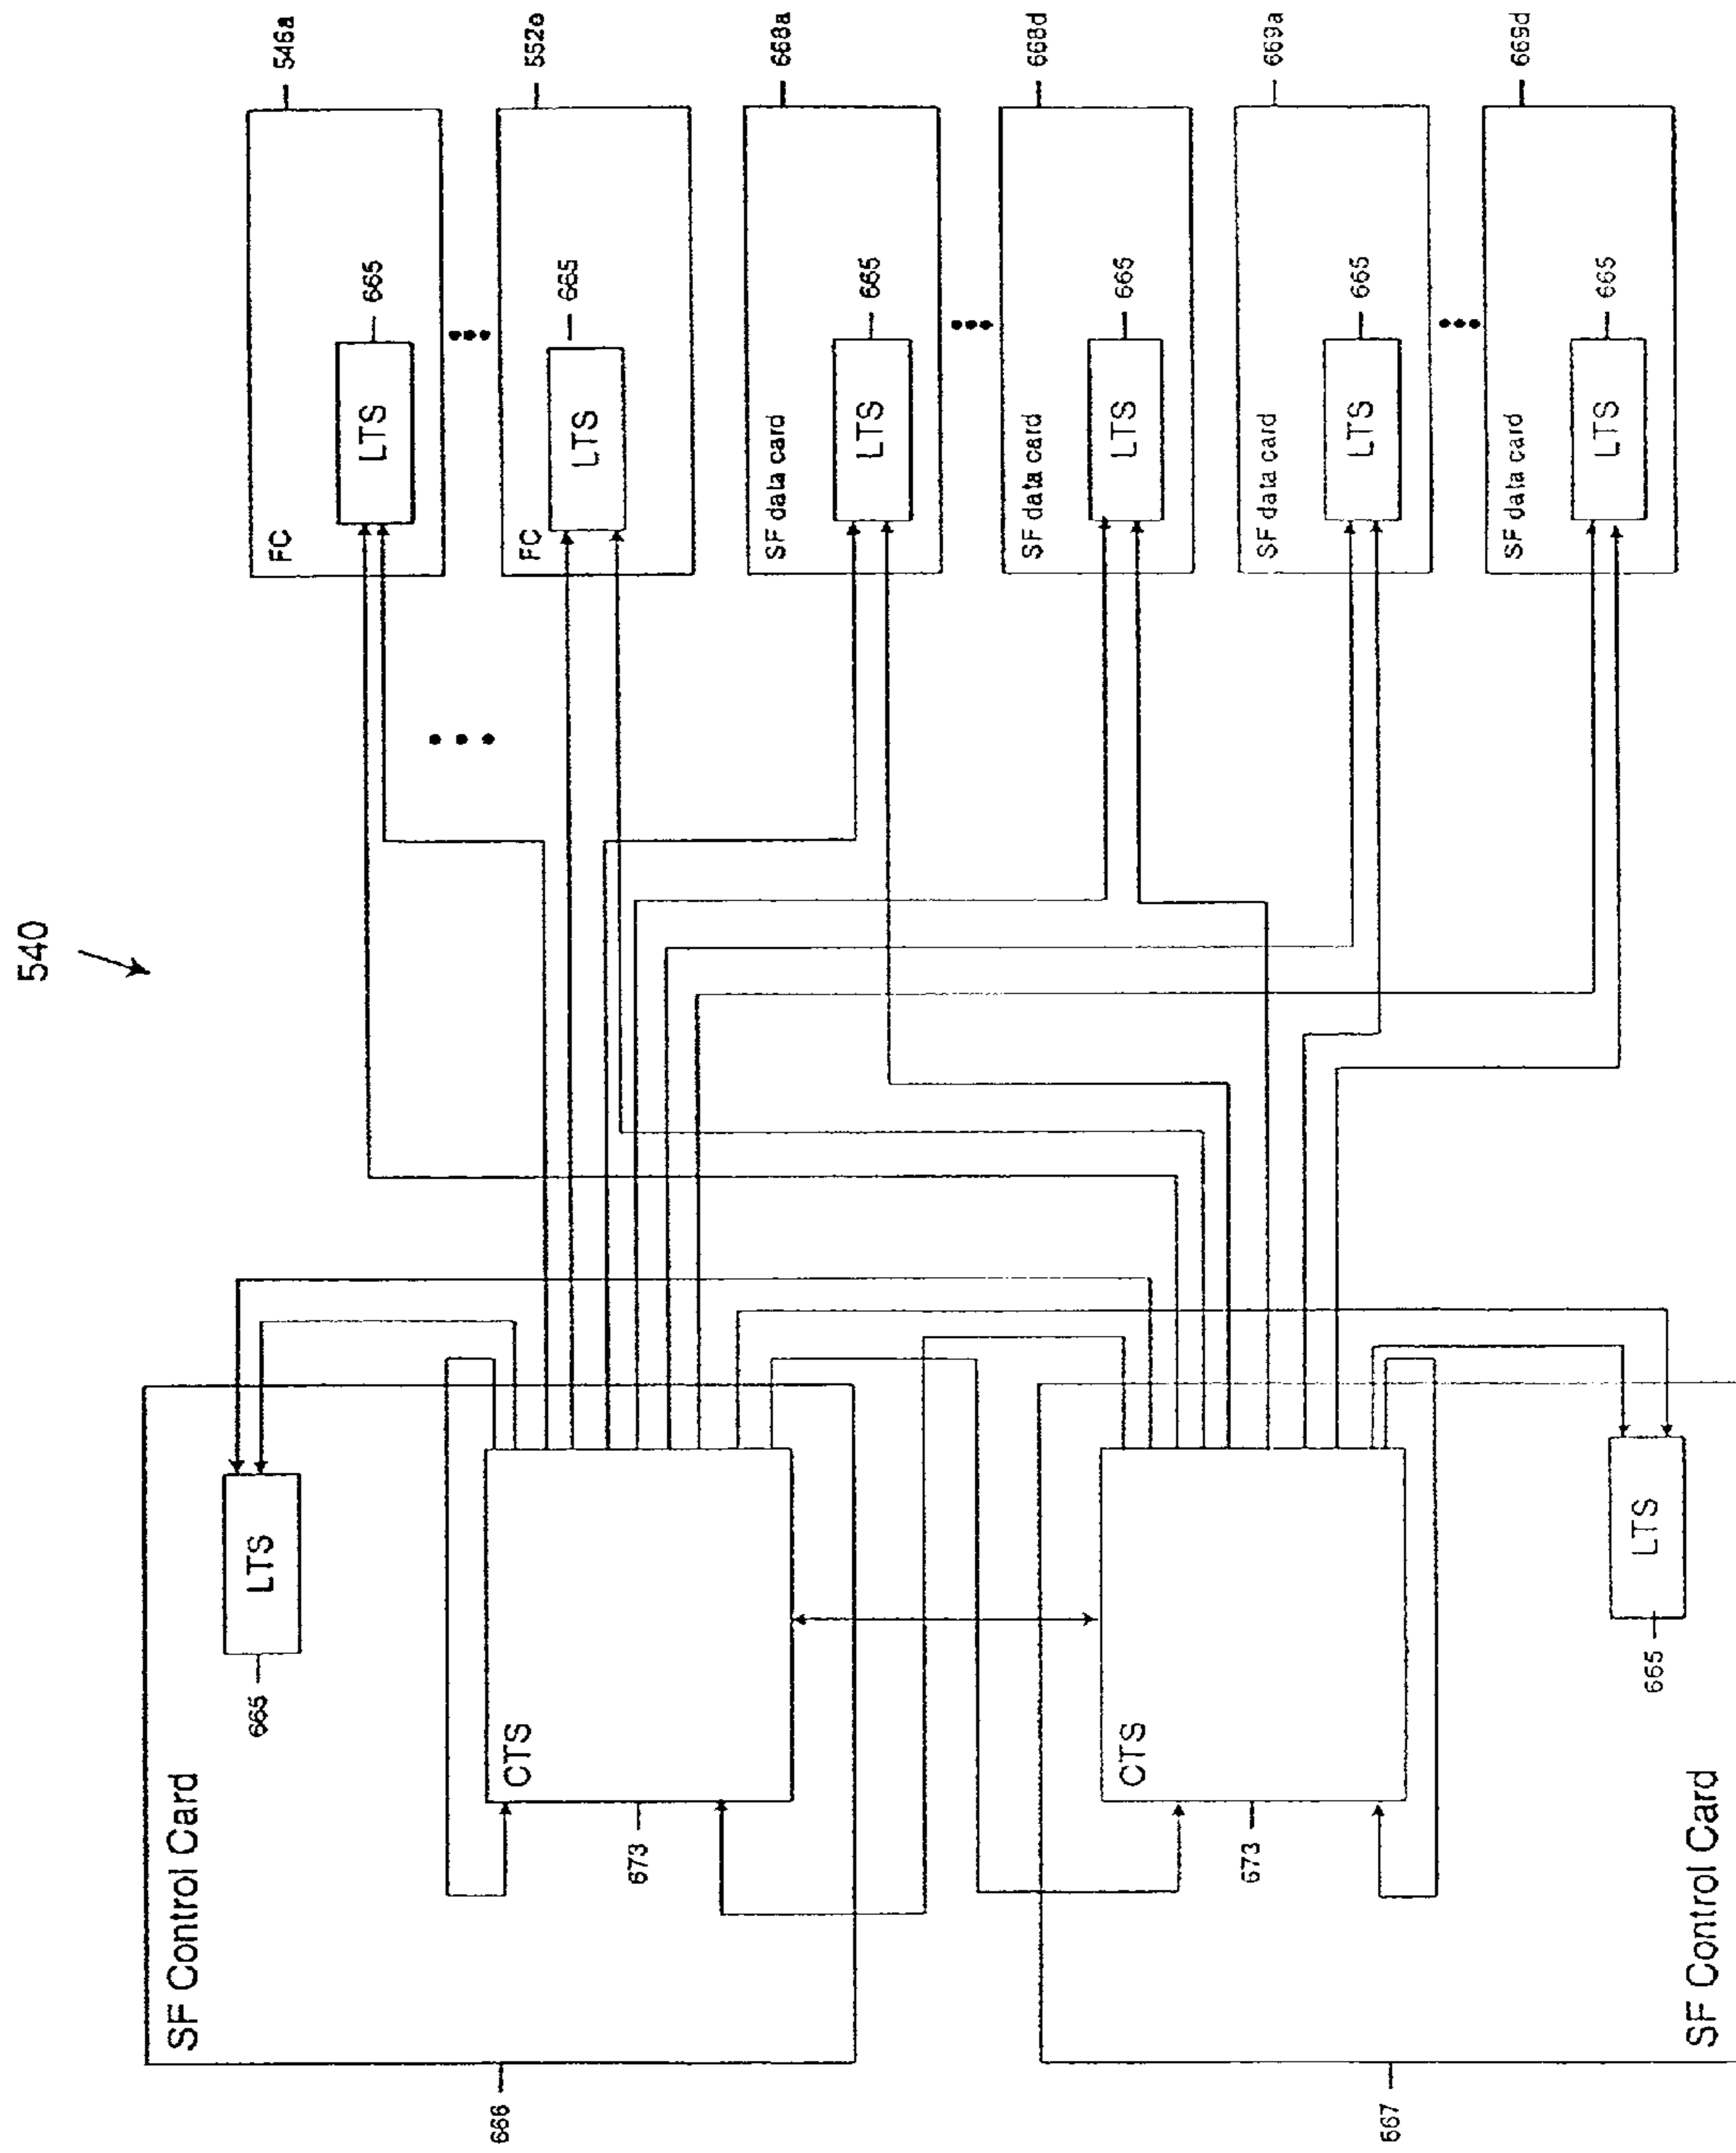 540
SF Control Card
666
LTS
665
CTS
673
SF Control Card
667
CTS
673
LTS
665
546a
FC
LTS
665
552e
FC
LTS
665
668a
SF data card
LTS
665
668d
SF data card
LTS
665
669a
SF data card
LTS
665
669d
SF data card
LTS
665